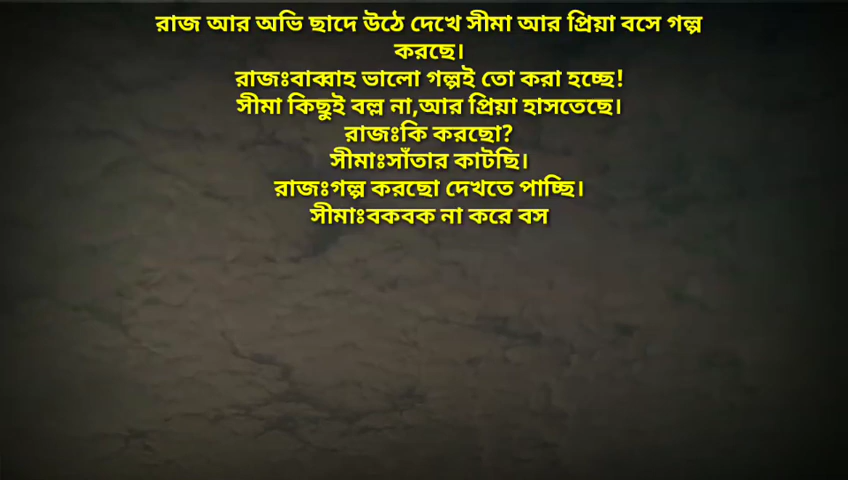 রাজ আর অভি ছাদে উঠে দেখে সীমা আর প্রিয়া বসে গল্প
করছে।
রাজঃবাব্বাহ ভালো গল্পই তো করা হচ্ছে!
সীমা কিছুই বল্ল না,আর প্রিয়া হাসতেছে।
রাজঃকি করছো?
সীমাঃসাঁতার কাটছি।
রাজঃগল্প করছো দেখতে পাচ্ছি।
সীমাঃবকবক না করে বস